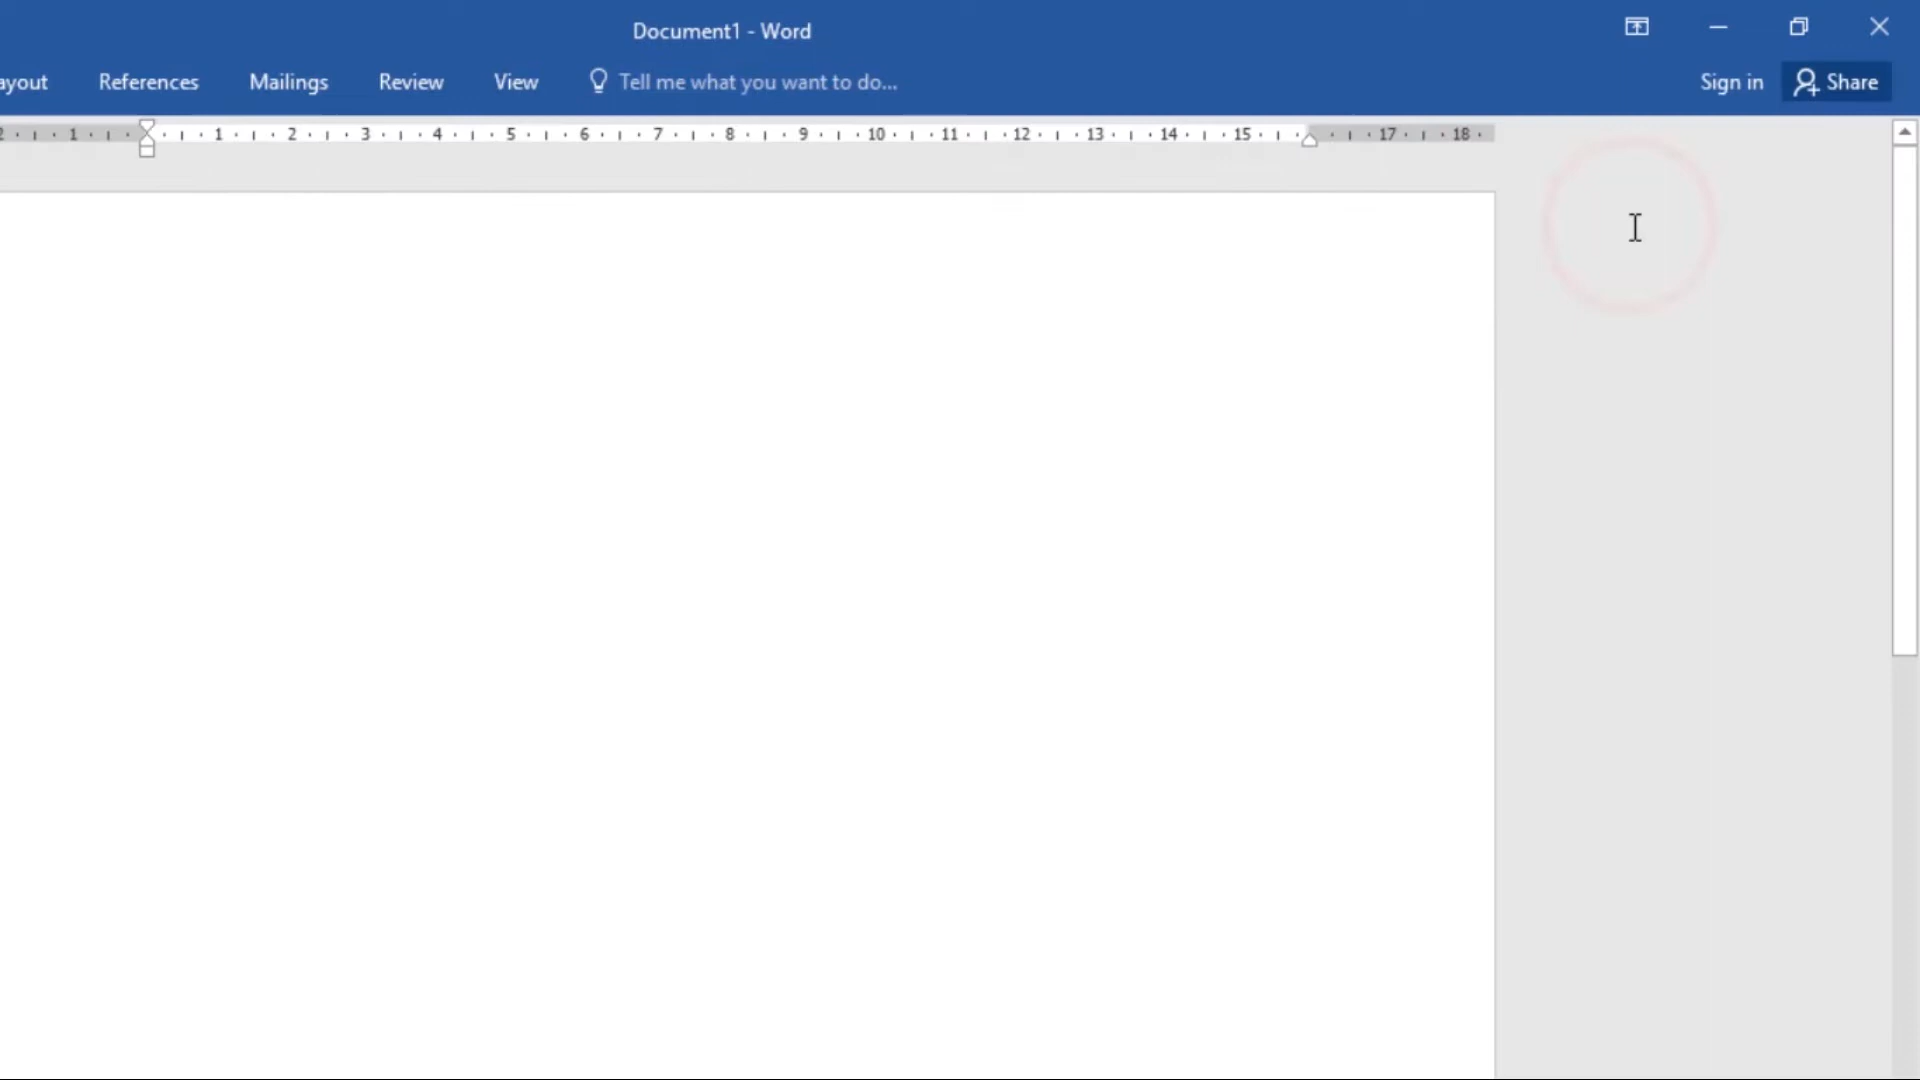 Document1 - Word
ayout References Mailings Review View Tell me what you want to do... Sign in Share
2 1 1 2 3 4 5 6 7 8 9 10 11 12 13 14 15 17 18